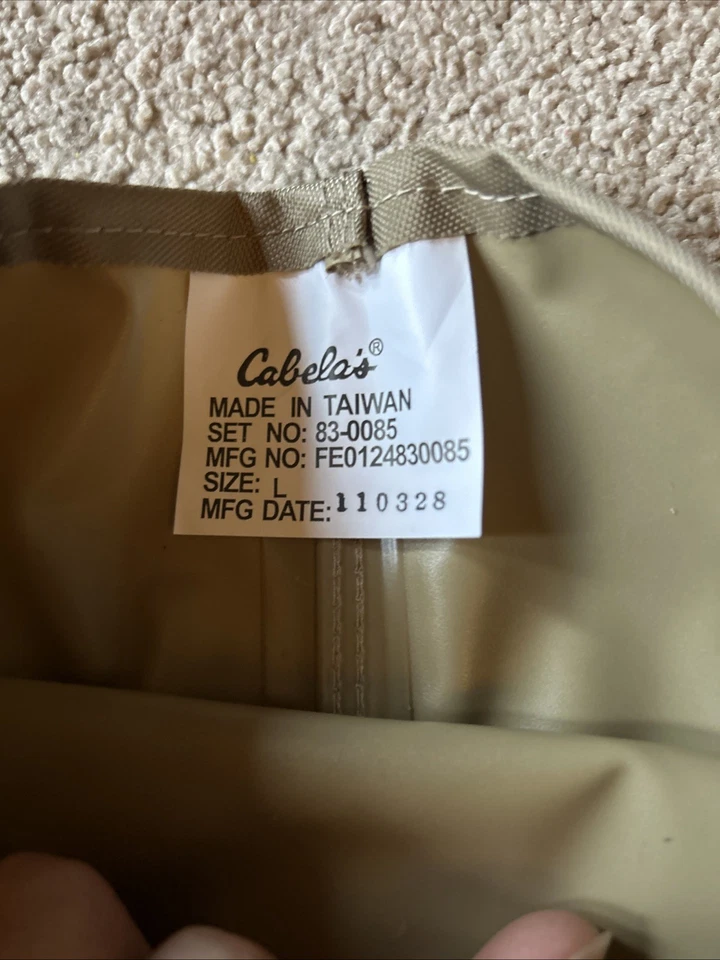 Cabela's®
MADE IN TAIWAN
SET NO: 83-0085
MFG NO: FE0124830085
SIZE: L
MFG DATE: 110328